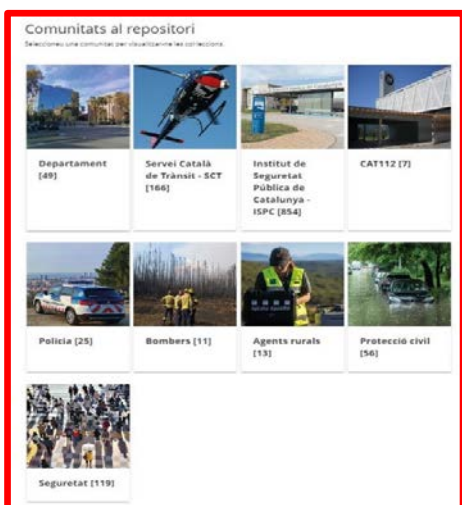 Comunitats al repositori
Seleccioneu una comunitat per visualitzar-ne les col·leccions.
Departament
[49]
Servei Català
de Trànsit - SCT
[166]
Institut de
Seguretat
Pública de
Catalunya -
ISPC [854]
CAT112 [7]
Policia [25]
Bombers [11]
Agents rurals
[13]
Protecció civil
[56]
Seguretat [119]